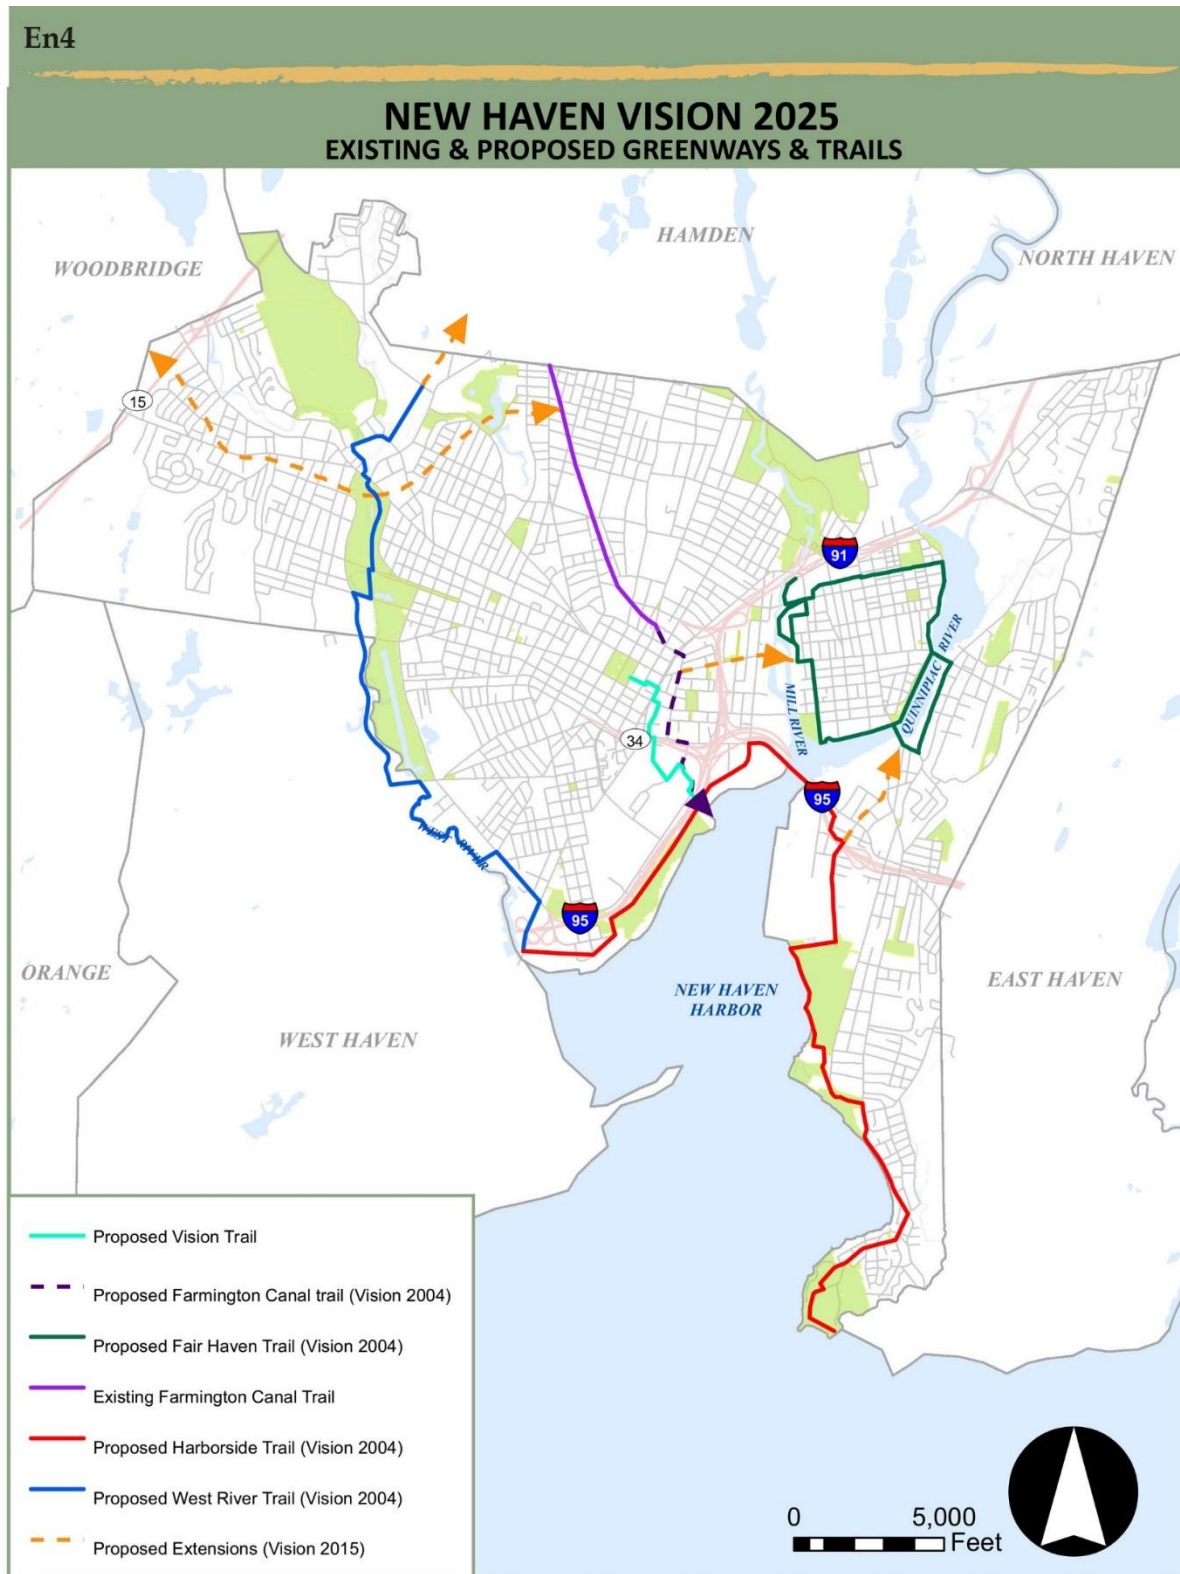 En4
NEW HAVEN VISION 2025
EXISTING & PROPOSED GREENWAYS & TRAILS
HAMDEN
WOODBRIDGE
NORTH HAVEN
15
91
QUINNIPIAC RIVER
MILL RIVER
34
95
WEST RIVER
95
ORANGE
NEW HAVEN
HARBOR
EAST HAVEN
WEST HAVEN
Proposed Vision Trail
Proposed Farmington Canal trail (Vision 2004)
Proposed Fair Haven Trail (Vision 2004)
Existing Farmington Canal Trail
Proposed Harborside Trail (Vision 2004)
Proposed West River Trail (Vision 2004)
Proposed Extensions (Vision 2015)
0 5,000
Feet